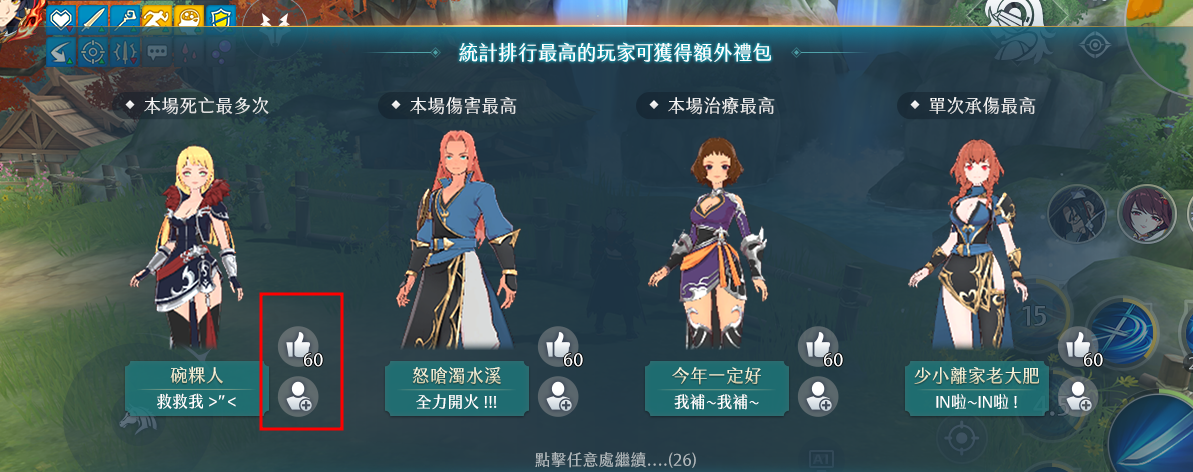 統計排行最高的玩家可獲得額外禮包
本場死亡最多次
本場傷害最高
本場治療最高
單次承傷最高
15
60
60
60
60
碗粿人
救救我 >"<
怒嗆濁水溪
全力開火 !!!
今年一定好
我補~我補~
少小離家老大肥
IN啦~IN啦 !
4.5
點擊任意處繼續....(26)